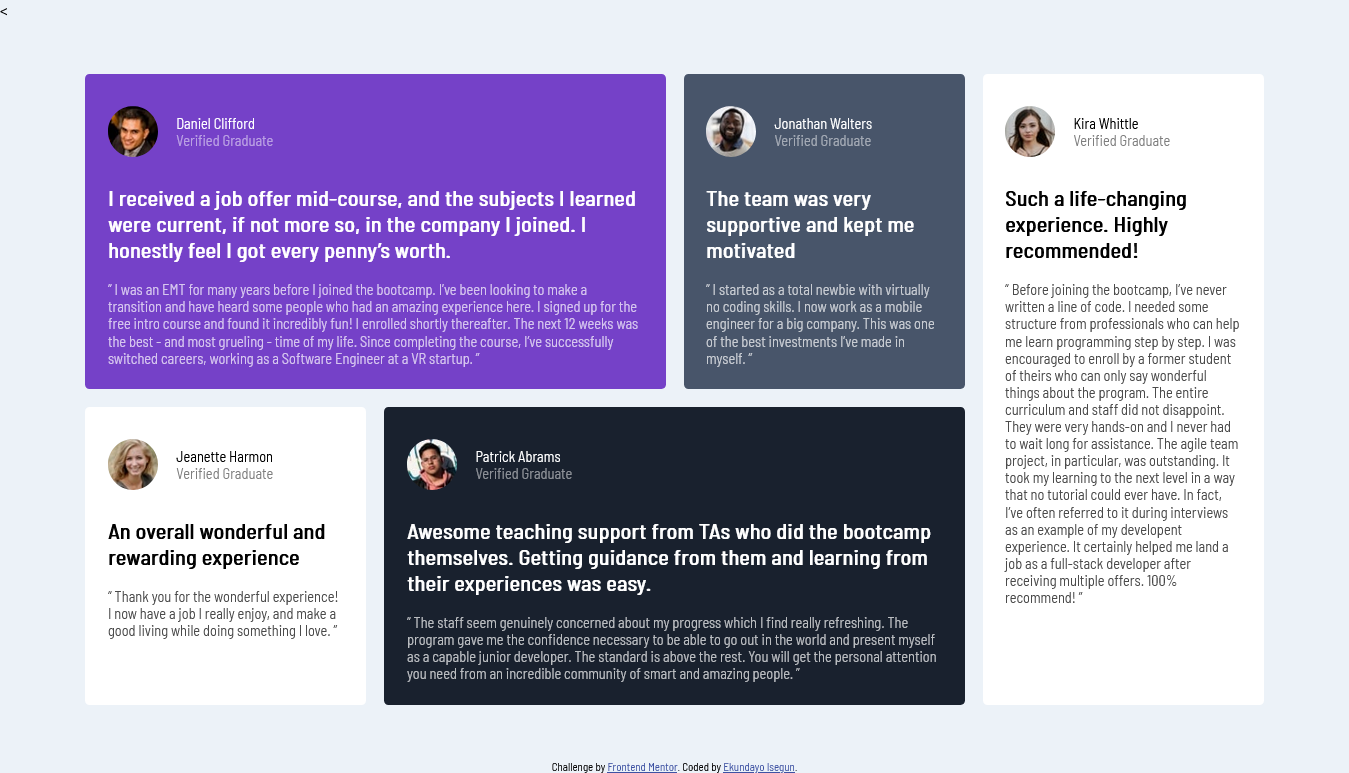 <
Daniel Clifford
Verified Graduate
I received a job offer mid-course, and the subjects I learned
were current, if not more so, in the company I joined. I
honestly feel I got every penny’s worth.
“ I was an EMT for many years before I joined the bootcamp. I’ve been looking to make a
transition and have heard some people who had an amazing experience here. I signed up for the
free intro course and found it incredibly fun! I enrolled shortly thereafter. The next 12 weeks was
the best - and most grueling - time of my life. Since completing the course, I’ve successfully
switched careers, working as a Software Engineer at a VR startup. ”
Jonathan Walters
Verified Graduate
The team was very
supportive and kept me
motivated
“ I started as a total newbie with virtually
no coding skills. I now work as a mobile
engineer for a big company. This was one
of the best investments I’ve made in
myself. ”
Kira Whittle
Verified Graduate
Such a life-changing
experience. Highly
recommended!
“ Before joining the bootcamp, I’ve never
written a line of code. I needed some
structure from professionals who can help
me learn programming step by step. I was
encouraged to enroll by a former student
of theirs who can only say wonderful
things about the program. The entire
curriculum and staff did not disappoint.
They were very hands-on and I never had
to wait long for assistance. The agile team
project, in particular, was outstanding. It
took my learning to the next level in a way
that no tutorial could ever have. In fact,
I’ve often referred to it during interviews
as an example of my developent
experience. It certainly helped me land a
job as a full-stack developer after
receiving multiple offers. 100%
recommend! ”
Jeanette Harmon
Verified Graduate
An overall wonderful and
rewarding experience
“ Thank you for the wonderful experience!
I now have a job I really enjoy, and make a
good living while doing something I love. ”
Patrick Abrams
Verified Graduate
Awesome teaching support from TAs who did the bootcamp
themselves. Getting guidance from them and learning from
their experiences was easy.
“ The staff seem genuinely concerned about my progress which I find really refreshing. The
program gave me the confidence necessary to be able to go out in the world and present myself
as a capable junior developer. The standard is above the rest. You will get the personal attention
you need from an incredible community of smart and amazing people. ”
Challenge by Frontend Mentor. Coded by Ekundayo Isegun.